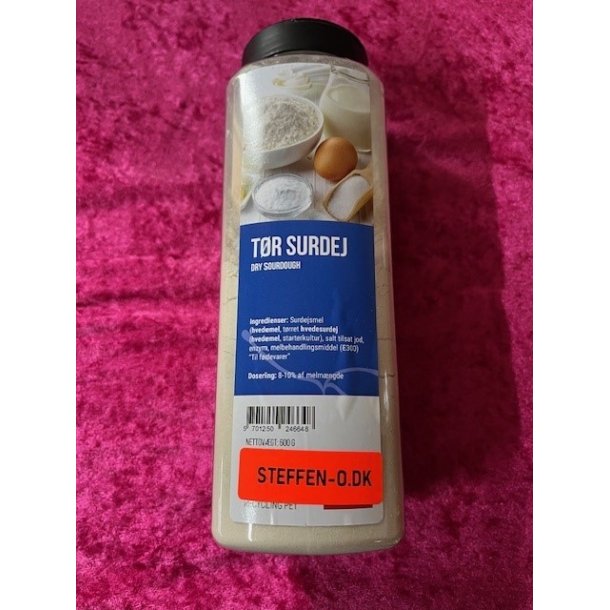 TØR SURDEJ
DRY SOURDOUGH
Ingredienser: Surdejsmel
(hvedemel, tørret hvedesurdej
(hvedemel, starterkultur), salt tilsat jod,
enzym, melbehandlingsmiddel (E300)
"Til fødevarer"
Dosering: 8-10% af melmængde
5 701250 246648
NETTOVÆGT: 600 G
STEFFEN-O.DK
RECYCLING PET